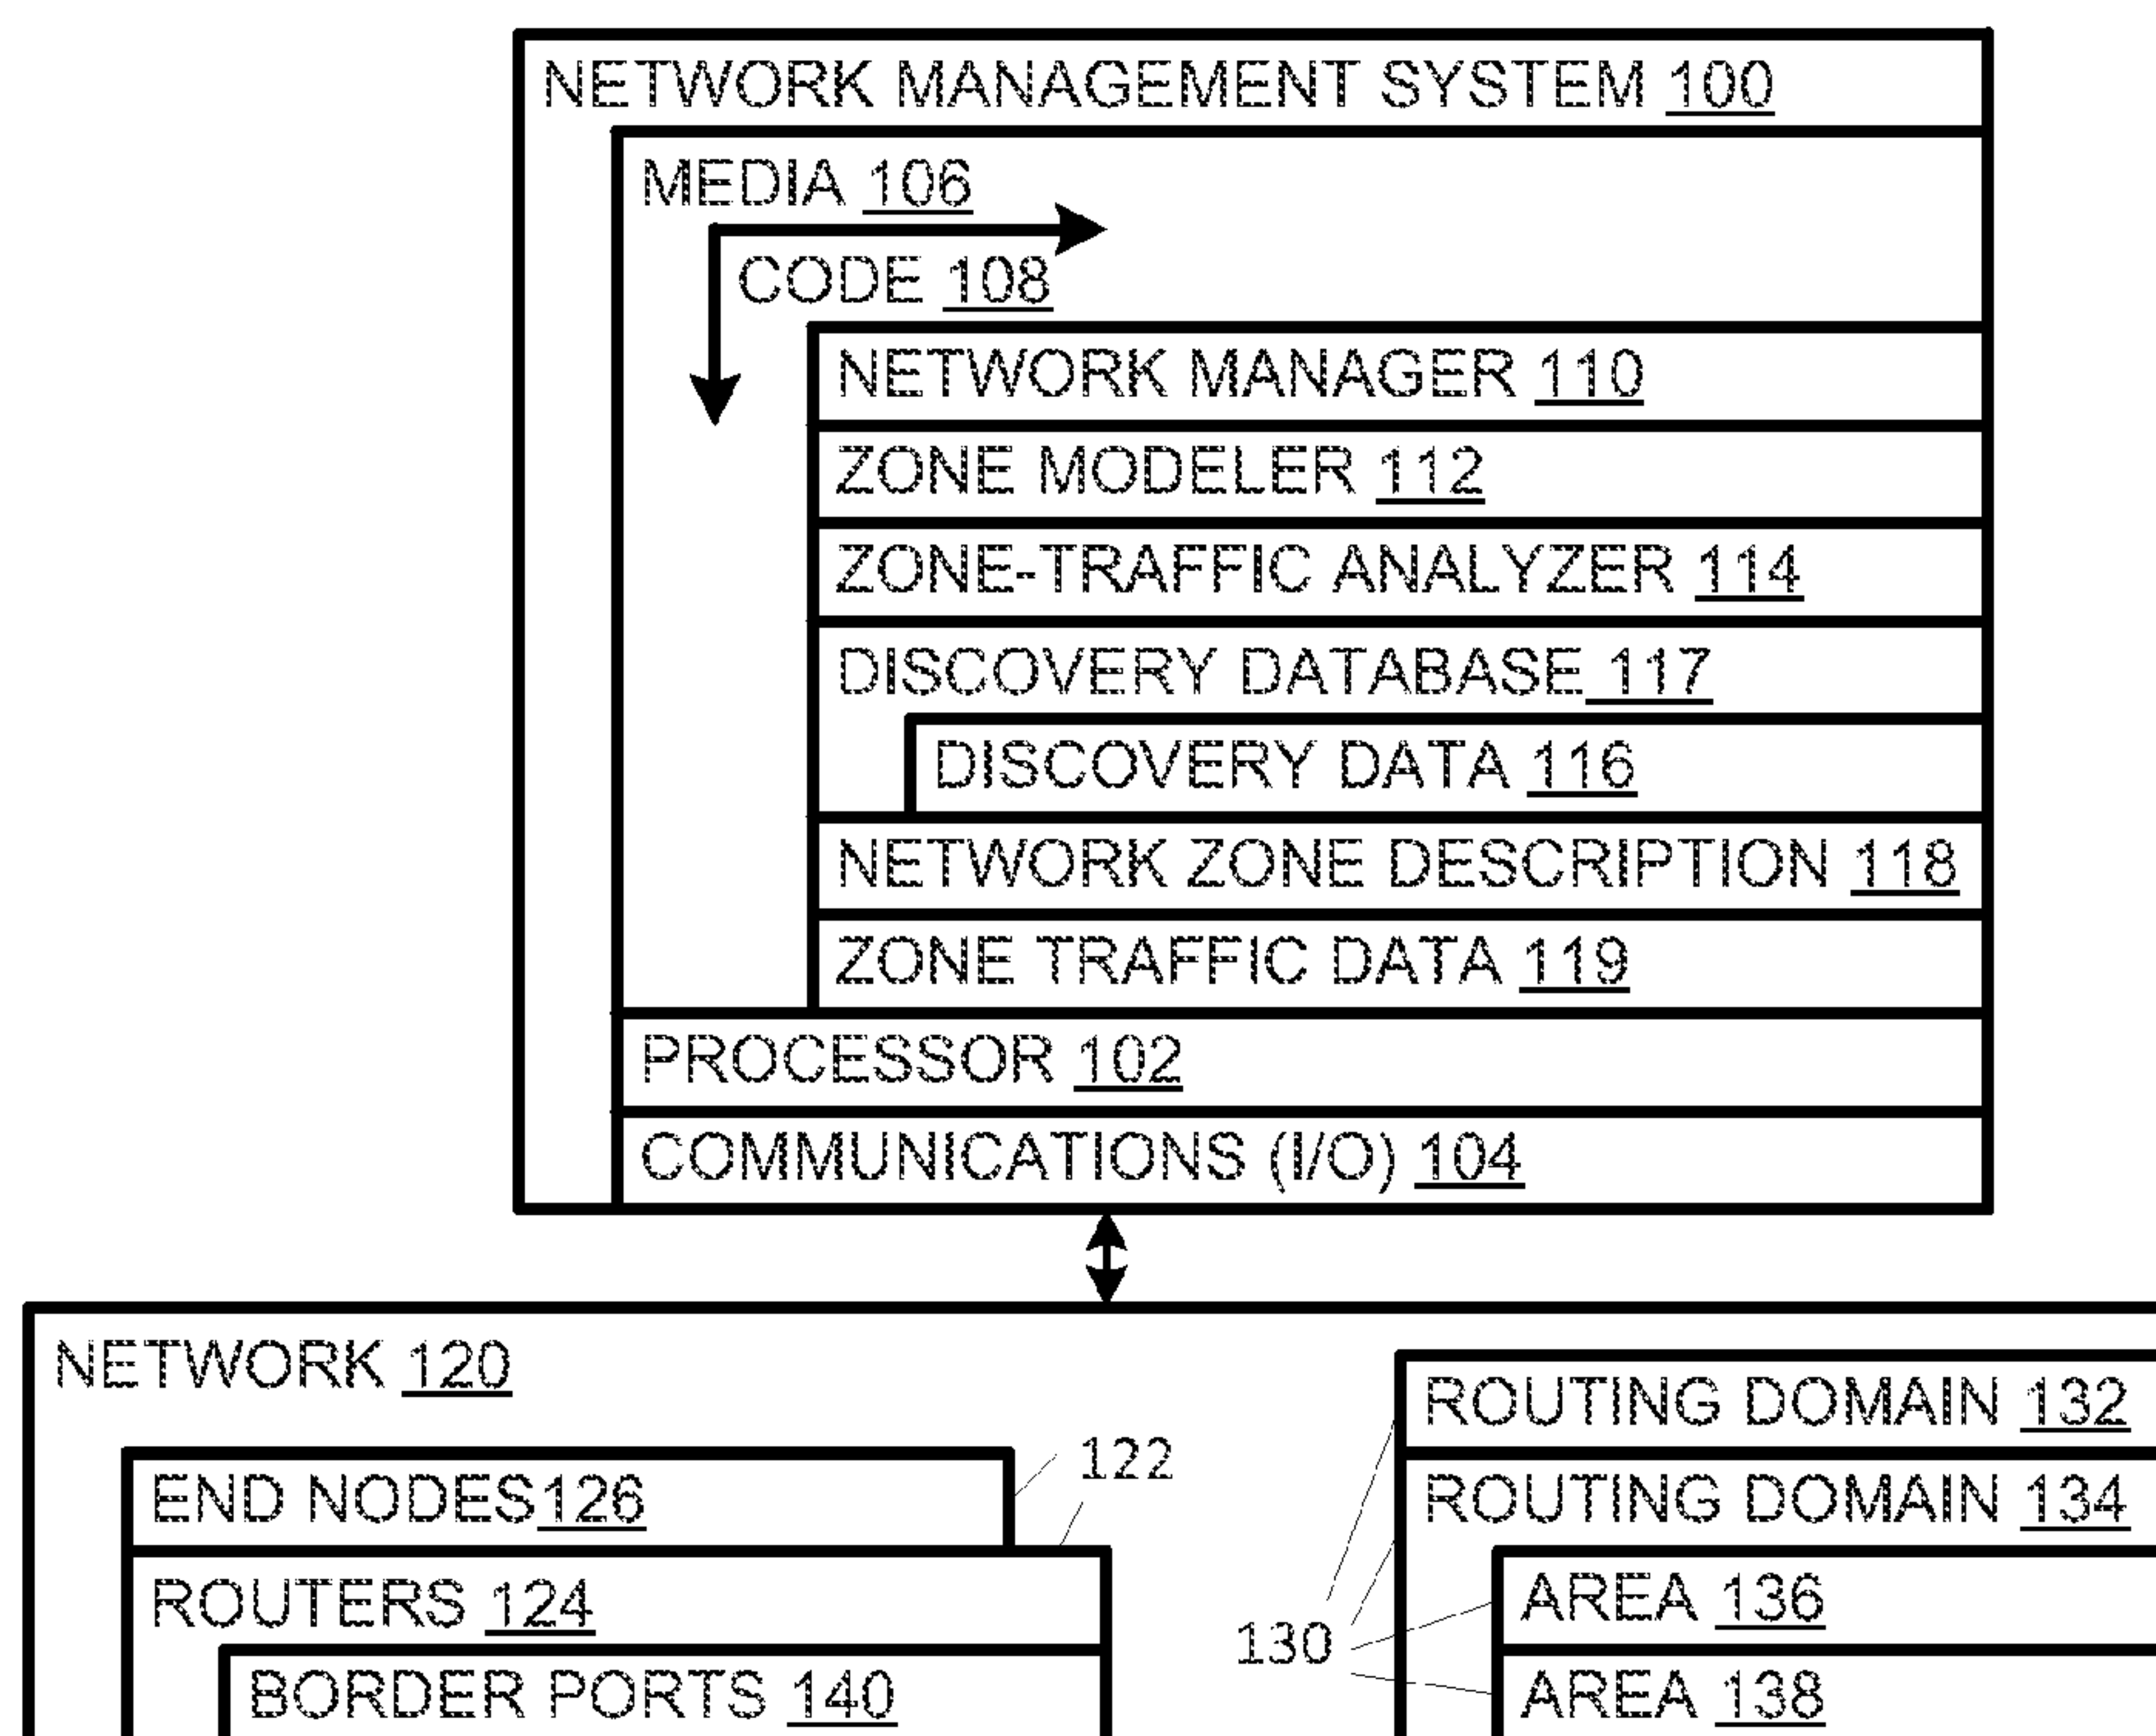 NETWORK MANAGEMENT SYSTEM 100
MEDIA 106
CODE 108
NETWORK MANAGER 110
ZONE MODELER 112
ZONE-TRAFFIC ANALYZER 114
DISCOVERY DATABASE 117
DISCOVERY DATA 116
NETWORK ZONE DESCRIPTION 118
ZONE TRAFFIC DATA 119
PROCESSOR 102
COMMUNICATIONS (I/O) 104
NETWORK 120
122
END NODES126
ROUTERS 124
BORDER PORTS 140
130
ROUTING DOMAIN 132
ROUTING DOMAIN 134
AREA 136
AREA 138